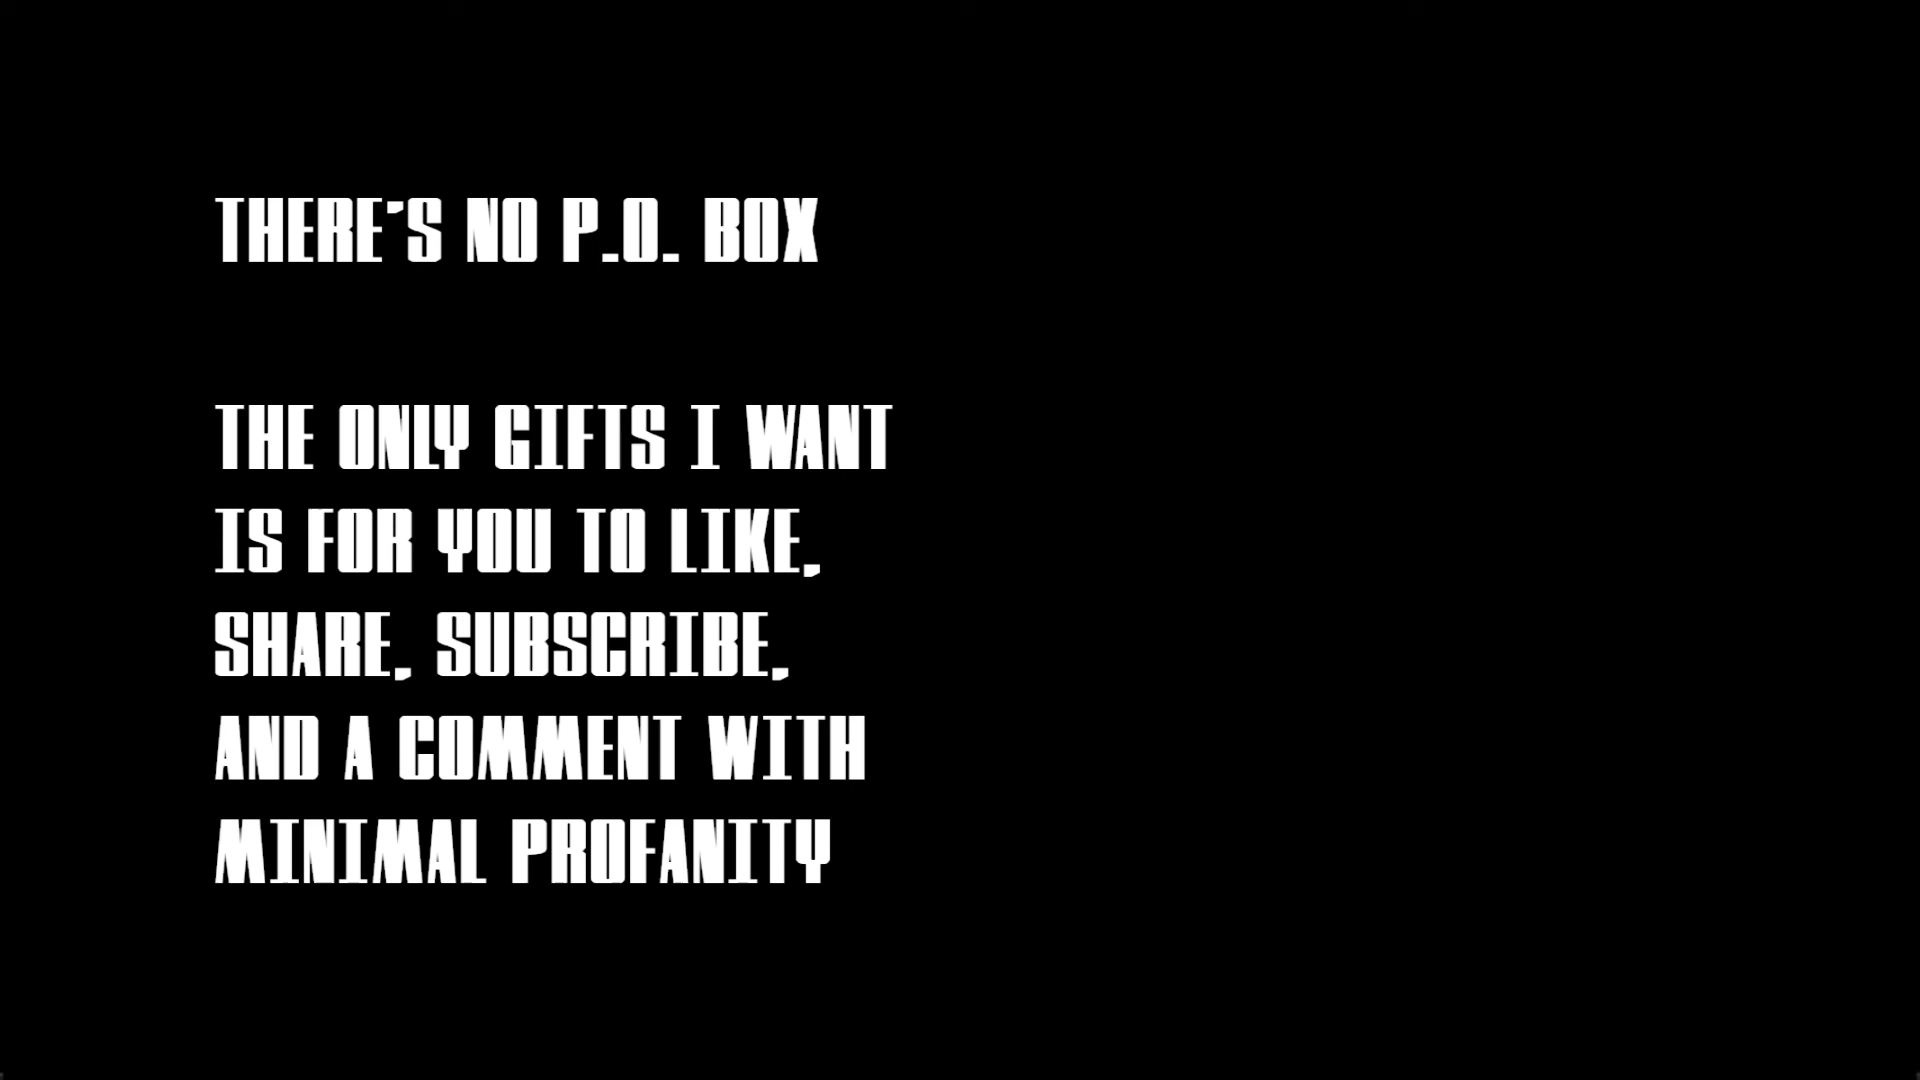 THERE'S NO P.O. BOX
THE ONLY GIFTS I WANT
IS FOR YOU TO LIKE,
SHARE, SUBSCRIBE,
AND A COMMENT WITH
MINIMAL PROFANITY